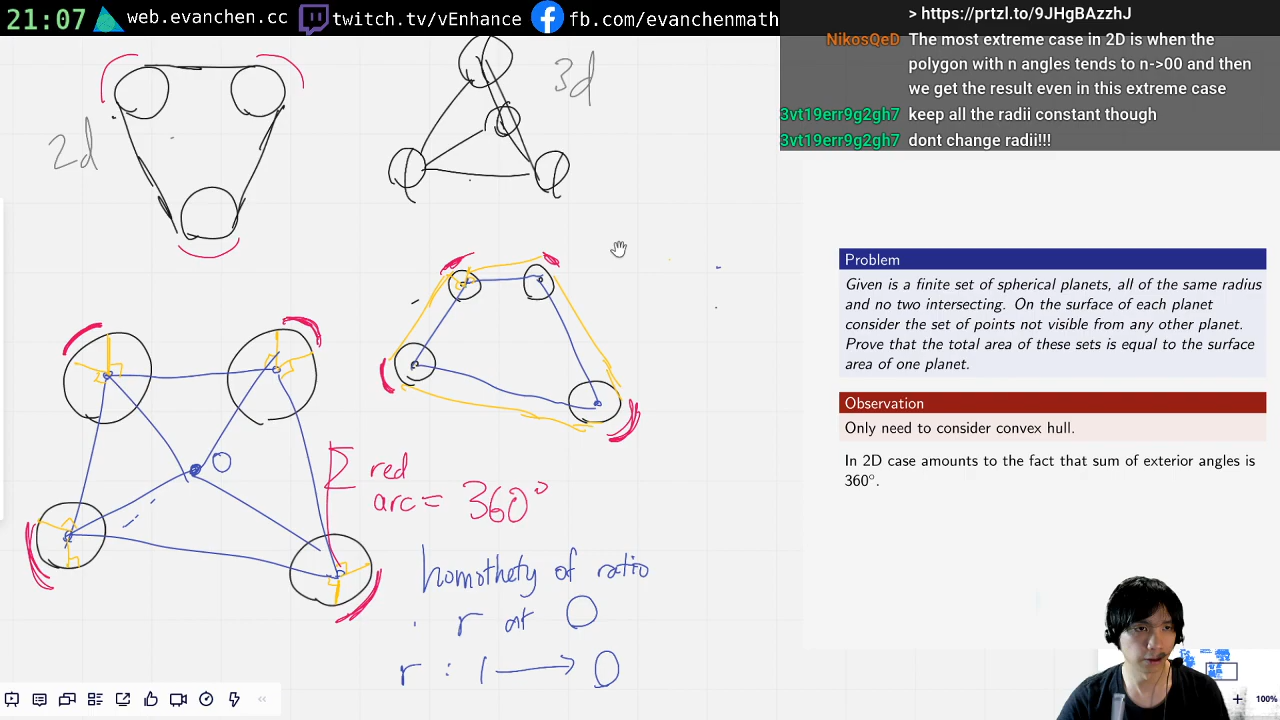 21:07 web.evanchen.cc twitch.tv/vEnhance fb.com/evanchenmath
> https://prtzl.to/9JHgBAzzhJ
NikosQeD The most extreme case in 2D is when the
polygon with n angles tends to n->00 and then
we get the result even in this extreme case
3vt19err9g2gh7 keep all the radii constant though
3vt19err9g2gh7 dont change radii!!!
2d
3d
Problem
Given is a finite set of spherical planets, all of the same radius
and no two intersecting. On the surface of each planet
consider the set of points not visible from any other planet.
Prove that the total area of these sets is equal to the surface
area of one planet.
Observation
Only need to consider convex hull.
In 2D case amounts to the fact that sum of exterior angles is
360°.
O
Σ red
arc = 360°
homothety of ratio
r at O
r : 1 → 0
100%